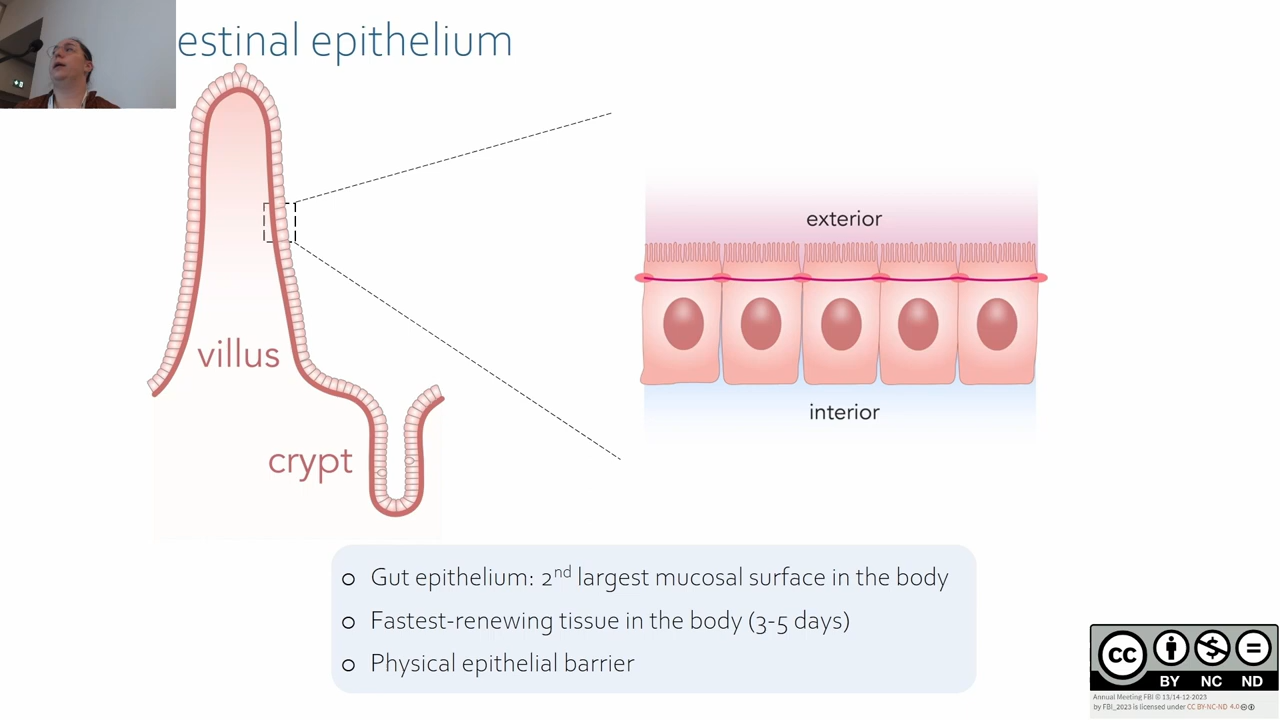 estinal epithelium
exterior
villus
interior
crypt
o Gut epithelium: 2nd largest mucosal surface in the body
o Fastest-renewing tissue in the body (3-5 days)
o Physical epithelial barrier
cc
BY NC ND
Annual Meeting FBI © 13/14-12-2023
by FBI_2023 is licensed under CC BY-NC-ND 4.0